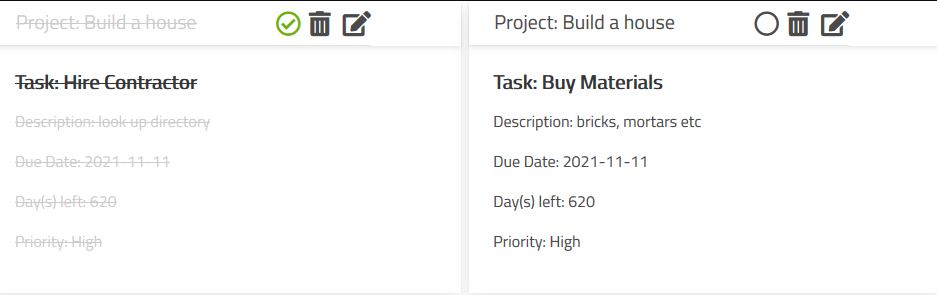 Project: Build a house
Task: Hire Contractor
Description: look up directory
Due Date: 2021-11-11
Day(s) left: 620
Priority: High
Project: Build a house
Task: Buy Materials
Description: bricks, mortars etc
Due Date: 2021-11-11
Day(s) left: 620
Priority: High